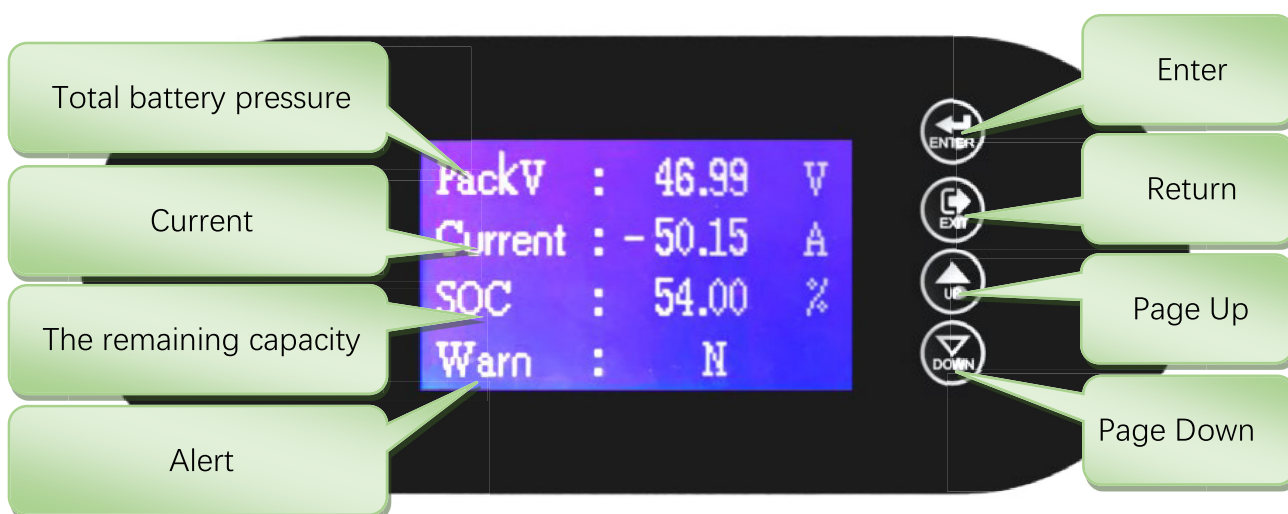 Total battery pressure
Current
The remaining capacity
Alert
PackV : 46.99 V
Current : - 50.15 A
SOC : 54.00 %
Warn : N
ENTER
EXIT
UP
DOWN
Enter
Return
Page Up
Page Down